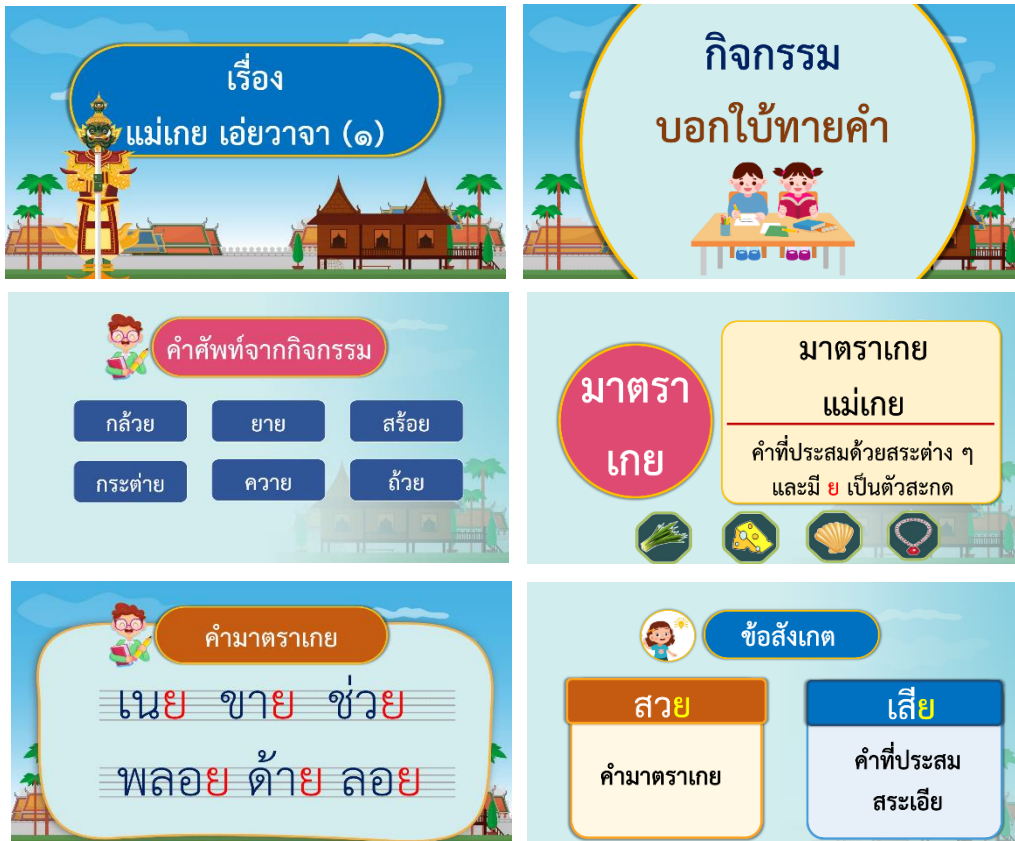 เรื่อง
แม่เกย เอ่ยวาจา (๑)
กิจกรรม
บอกใบ้ทายคำ
คำศัพท์จากกิจกรรม
กล้วย ยาย สร้อย
กระต่าย ควาย ถ้วย
มาตรา
เกย
มาตราเกย
แม่เกย
คำที่ประสมด้วยสระต่าง ๆ
และมี ย เป็นตัวสะกด
คำมาตราเกย
เนย ขาย ช่วย
พลอย ด้าย ลอย
ข้อสังเกต
สวย
คำมาตราเกย
เสีย
คำที่ประสม
สระเอีย